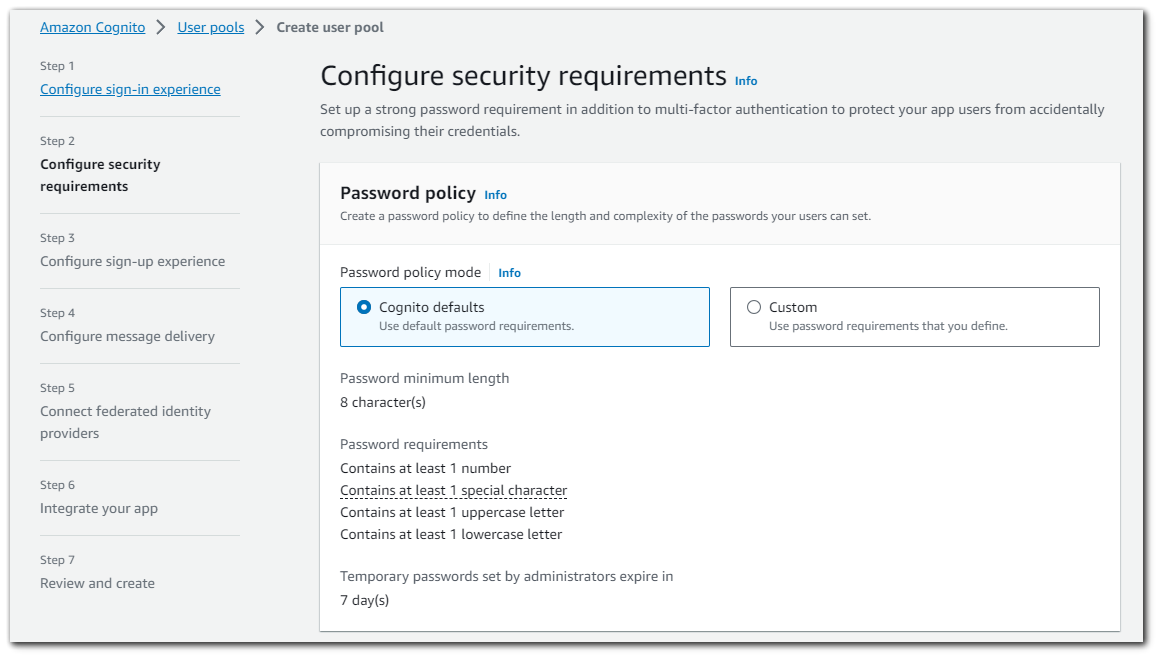 Amazon Cognito > User pools > Create user pool
Step 1
Configure sign-in experience
Step 2
Configure security
requirements
Step 3
Configure sign-up experience
Step 4
Configure message delivery
Step 5
Connect federated identity
providers
Step 6
Integrate your app
Step 7
Review and create
Configure security requirements Info
Set up a strong password requirement in addition to multi-factor authentication to protect your app users from accidentally
compromising their credentials.
Password policy Info
Create a password policy to define the length and complexity of the passwords your users can set.
Password policy mode Info
Cognito defaults
Use default password requirements.
Custom
Use password requirements that you define.
Password minimum length
8 character(s)
Password requirements
Contains at least 1 number
Contains at least 1 special character
Contains at least 1 uppercase letter
Contains at least 1 lowercase letter
Temporary passwords set by administrators expire in
7 day(s)